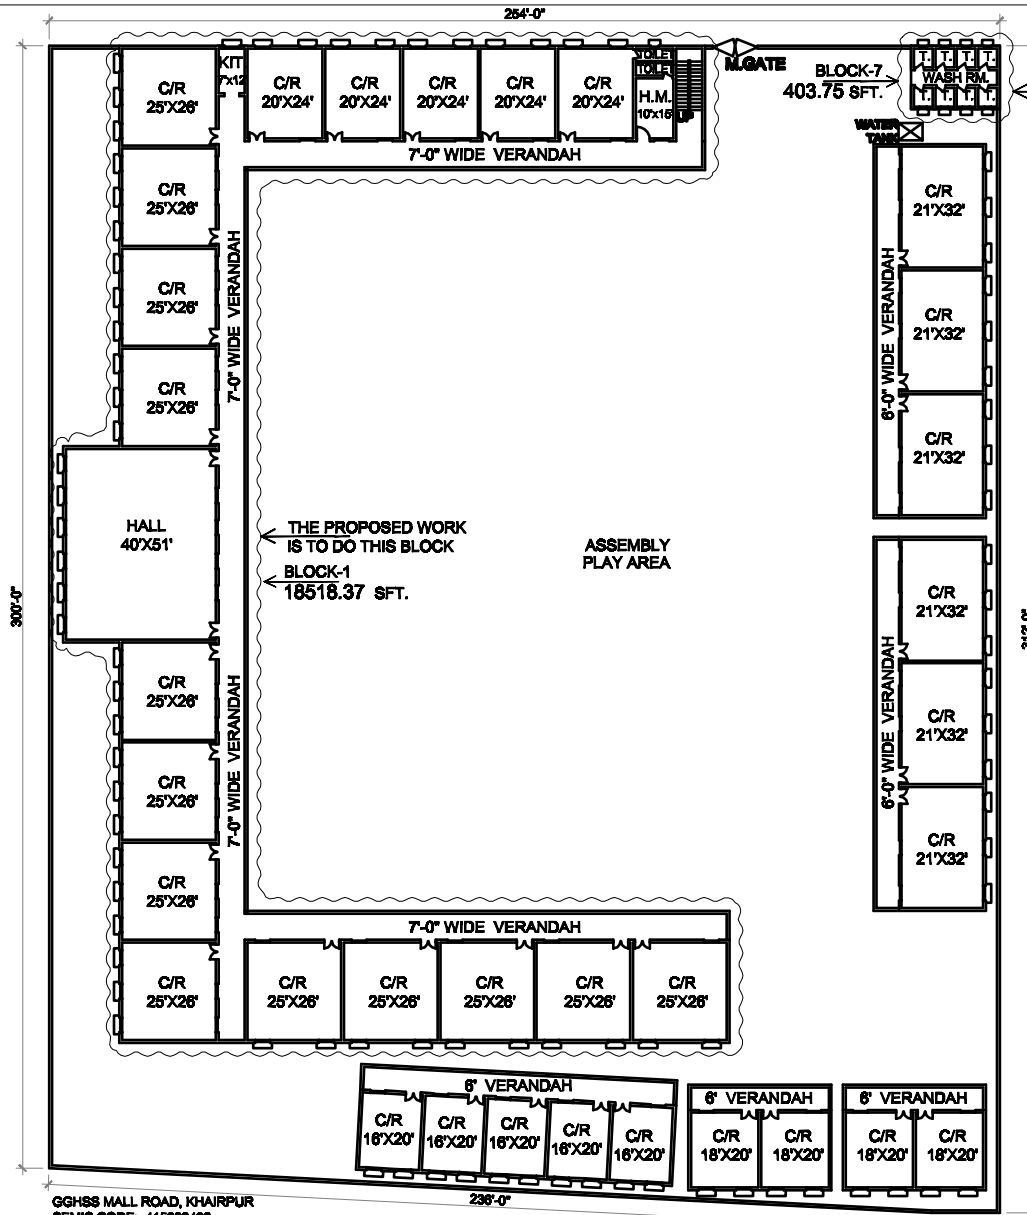 254'-0"
C/R
25'X26'
KIT
7'x12'
C/R
20'X24'
C/R
20'X24'
C/R
20'X24'
C/R
20'X24'
C/R
20'X24'
TOILET
TOILET
H.M.
10'x15'
UP
M.GATE
BLOCK-7
403.75 SFT.
T. T. T. T.
WASH RM.
T. T. T. T.
WATER
TANK
7'-0" WIDE VERANDAH
C/R
25'X26'
C/R
25'X26'
C/R
25'X26'
7'-0" WIDE VERANDAH
HALL
40'X51'
THE PROPOSED WORK
IS TO DO THIS BLOCK
BLOCK-1
18518.37 SFT.
ASSEMBLY
PLAY AREA
C/R
21'X32'
C/R
21'X32'
C/R
21'X32'
6'-0" WIDE VERANDAH
300'-0"
C/R
21'X32'
C/R
21'X32'
C/R
21'X32'
6'-0" WIDE VERANDAH
C/R
25'X26'
C/R
25'X26'
C/R
25'X26'
C/R
25'X26'
7'-0" WIDE VERANDAH
7'-0" WIDE VERANDAH
C/R
25'X26'
C/R
25'X26'
C/R
25'X26'
C/R
25'X26'
C/R
25'X26'
6' VERANDAH
C/R
16'X20'
C/R
16'X20'
C/R
16'X20'
C/R
16'X20'
C/R
16'X20'
6' VERANDAH
C/R
18'X20'
C/R
18'X20'
6' VERANDAH
C/R
18'X20'
C/R
18'X20'
236'-0"
GGHSS MALL ROAD, KHAIRPUR